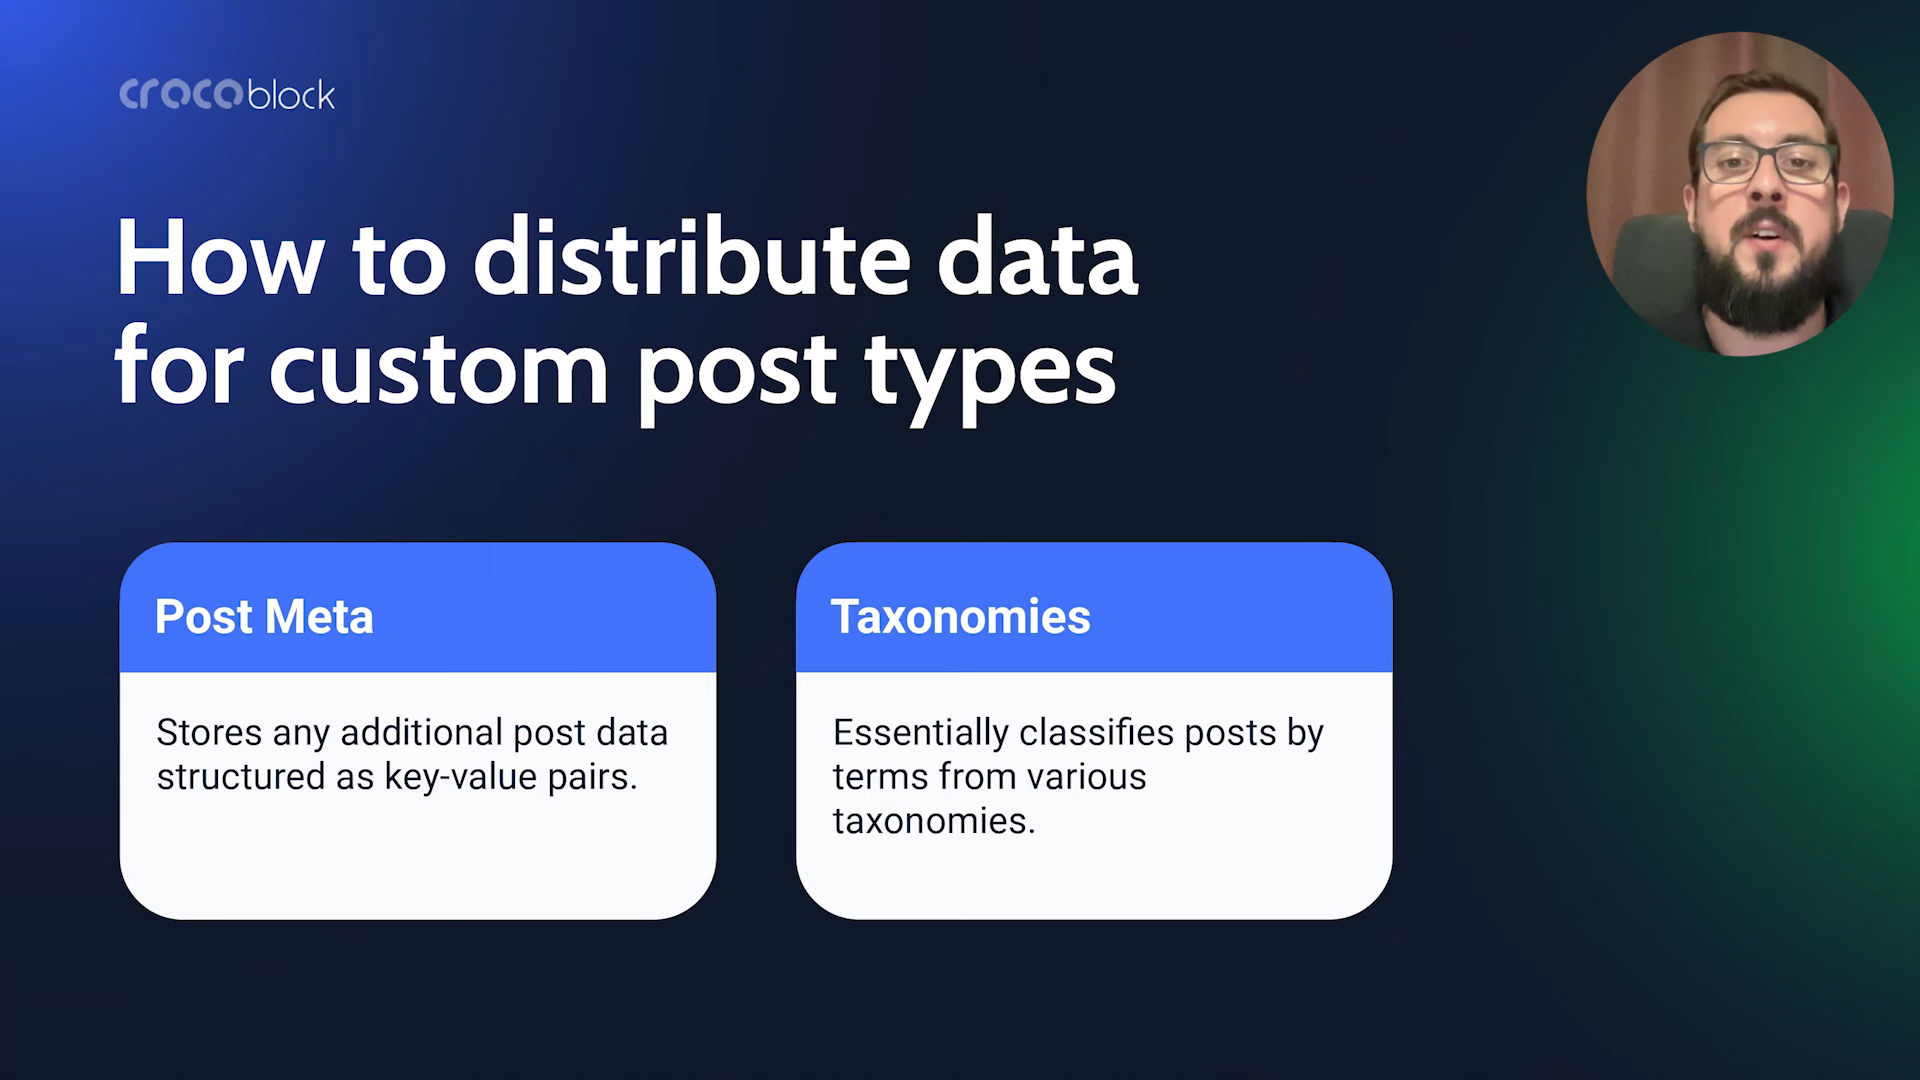 crocoblock
How to distribute data
for custom post types
Post Meta
Stores any additional post data
structured as key-value pairs.
Taxonomies
Essentially classifies posts by
terms from various
taxonomies.